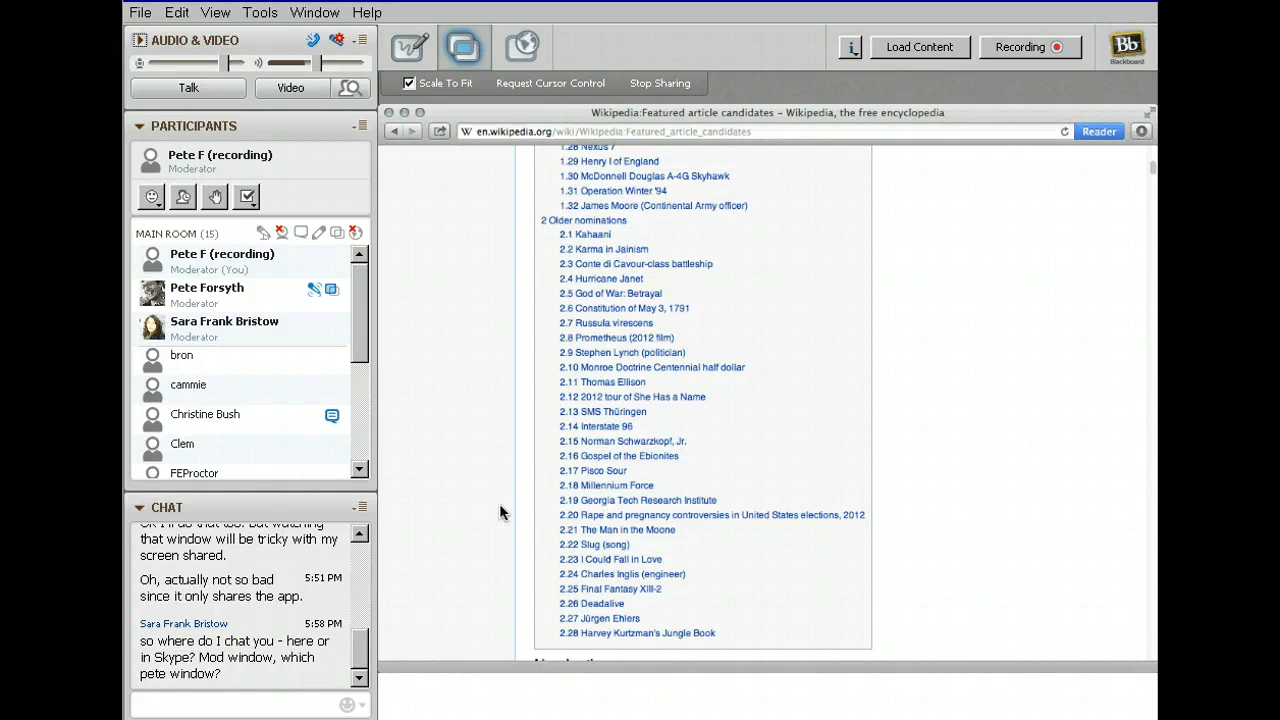 File Edit View Tools Window Help
AUDIO & VIDEO
Talk
Video
Load Content
Recording
Bb
Blackboard
Scale To Fit
Request Cursor Control
Stop Sharing
PARTICIPANTS
Pete F (recording)
Moderator
MAIN ROOM (15)
Pete F (recording)
Moderator (You)
Pete Forsyth
Moderator
Sara Frank Bristow
Moderator
bron
cammie
Christine Bush
Clem
FEProctor
CHAT
OK I'll do that too. But watching
that window will be tricky with my
screen shared.
Oh, actually not so bad 5:51 PM
since it only shares the app.
Sara Frank Bristow 5:58 PM
so where do I chat you - here or
in Skype? Mod window, which
pete window?
Wikipedia:Featured article candidates – Wikipedia, the free encyclopedia
W en.wikipedia.org/wiki/Wikipedia:Featured_article_candidates
Reader
1.28 Nexus 7
1.29 Henry I of England
1.30 McDonnell Douglas A-4G Skyhawk
1.31 Operation Winter '94
1.32 James Moore (Continental Army officer)
2 Older nominations
2.1 Kahaani
2.2 Karma in Jainism
2.3 Conte di Cavour-class battleship
2.4 Hurricane Janet
2.5 God of War: Betrayal
2.6 Constitution of May 3, 1791
2.7 Russula virescens
2.8 Prometheus (2012 film)
2.9 Stephen Lynch (politician)
2.10 Monroe Doctrine Centennial half dollar
2.11 Thomas Ellison
2.12 2012 tour of She Has a Name
2.13 SMS Thüringen
2.14 Interstate 96
2.15 Norman Schwarzkopf, Jr.
2.16 Gospel of the Ebionites
2.17 Pisco Sour
2.18 Millennium Force
2.19 Georgia Tech Research Institute
2.20 Rape and pregnancy controversies in United States elections, 2012
2.21 The Man in the Moone
2.22 Slug (song)
2.23 I Could Fall in Love
2.24 Charles Inglis (engineer)
2.25 Final Fantasy XIII-2
2.26 Deadalive
2.27 Jürgen Ehlers
2.28 Harvey Kurtzman's Jungle Book